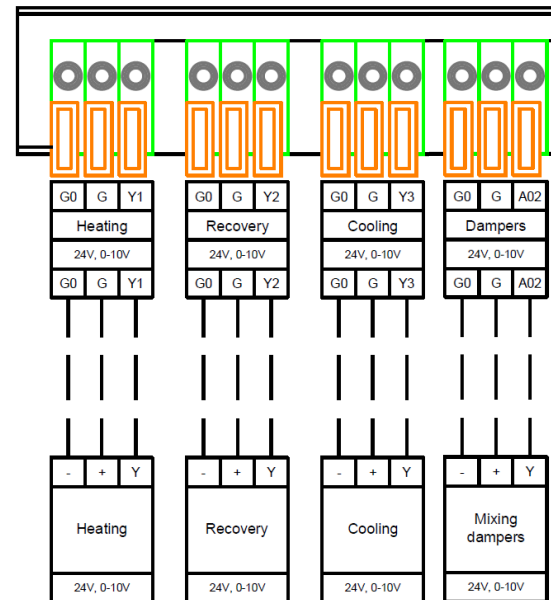 G0 G Y1 G0 G Y2 G0 G Y3 G0 G A02
Heating Recovery Cooling Dampers
24V, 0-10V 24V, 0-10V 24V, 0-10V 24V, 0-10V
G0 G Y1 G0 G Y2 G0 G Y3 G0 G A02
- + Y - + Y - + Y - + Y
Heating Recovery Cooling Mixing
dampers
24V, 0-10V 24V, 0-10V 24V, 0-10V 24V, 0-10V